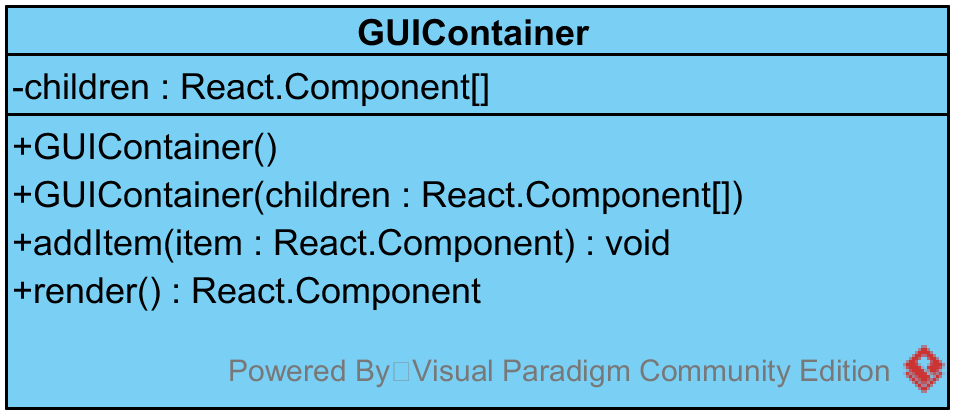 GUIContainer
-children : React.Component[]
+GUIContainer()
+GUIContainer(children : React.Component[])
+addItem(item : React.Component) : void
+render() : React.Component
Powered By Visual Paradigm Community Edition